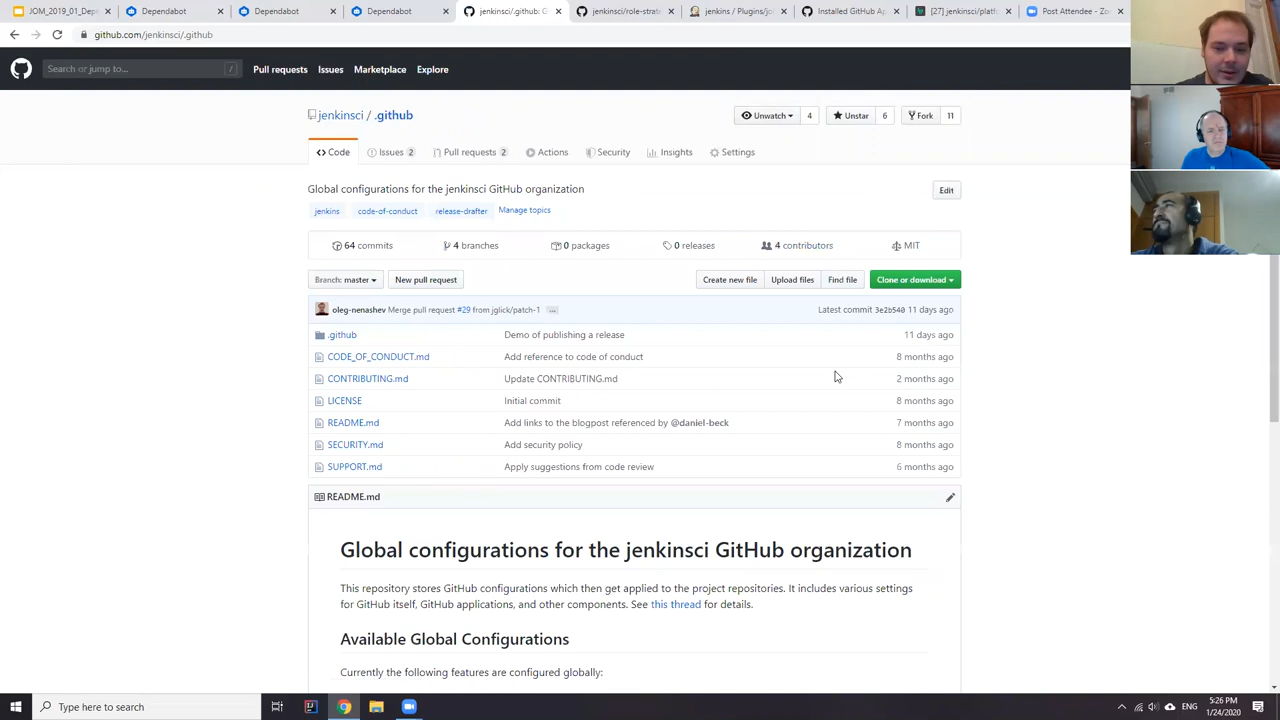 JOM_2019_01_Dep
Dependabot
Dependabot
Dependabot
jenkinsci/.github: G
jenkinsci/role-strate
jenkins / Plugins/jo
Installed GitHub Ap
[27] jenkinsci/platf
Post Attendee - Zo
github.com/jenkinsci/.github
Search or jump to...
/
Pull requests
Issues
Marketplace
Explore
jenkinsci / .github
Unwatch
4
Unstar
6
Fork
11
Code
Issues 2
Pull requests 2
Actions
Security
Insights
Settings
Global configurations for the jenkinsci GitHub organization
Edit
jenkins
code-of-conduct
release-drafter
Manage topics
64 commits
4 branches
0 packages
0 releases
4 contributors
MIT
Branch: master
New pull request
Create new file
Upload files
Find file
Clone or download
oleg-nenashev Merge pull request #29 from jglick/patch-1 ...
Latest commit 3e2b540 11 days ago
.github
Demo of publishing a release
11 days ago
CODE_OF_CONDUCT.md
Add reference to code of conduct
8 months ago
CONTRIBUTING.md
Update CONTRIBUTING.md
2 months ago
LICENSE
Initial commit
8 months ago
README.md
Add links to the blogpost referenced by @daniel-beck
7 months ago
SECURITY.md
Add security policy
8 months ago
SUPPORT.md
Apply suggestions from code review
6 months ago
README.md
Global configurations for the jenkinsci GitHub organization
This repository stores GitHub configurations which then get applied to the project repositories. It includes various settings
for GitHub itself, GitHub applications, and other components. See this thread for details.
Available Global Configurations
Currently the following features are configured globally:
Type here to search
ENG
5:26 PM
1/24/2020